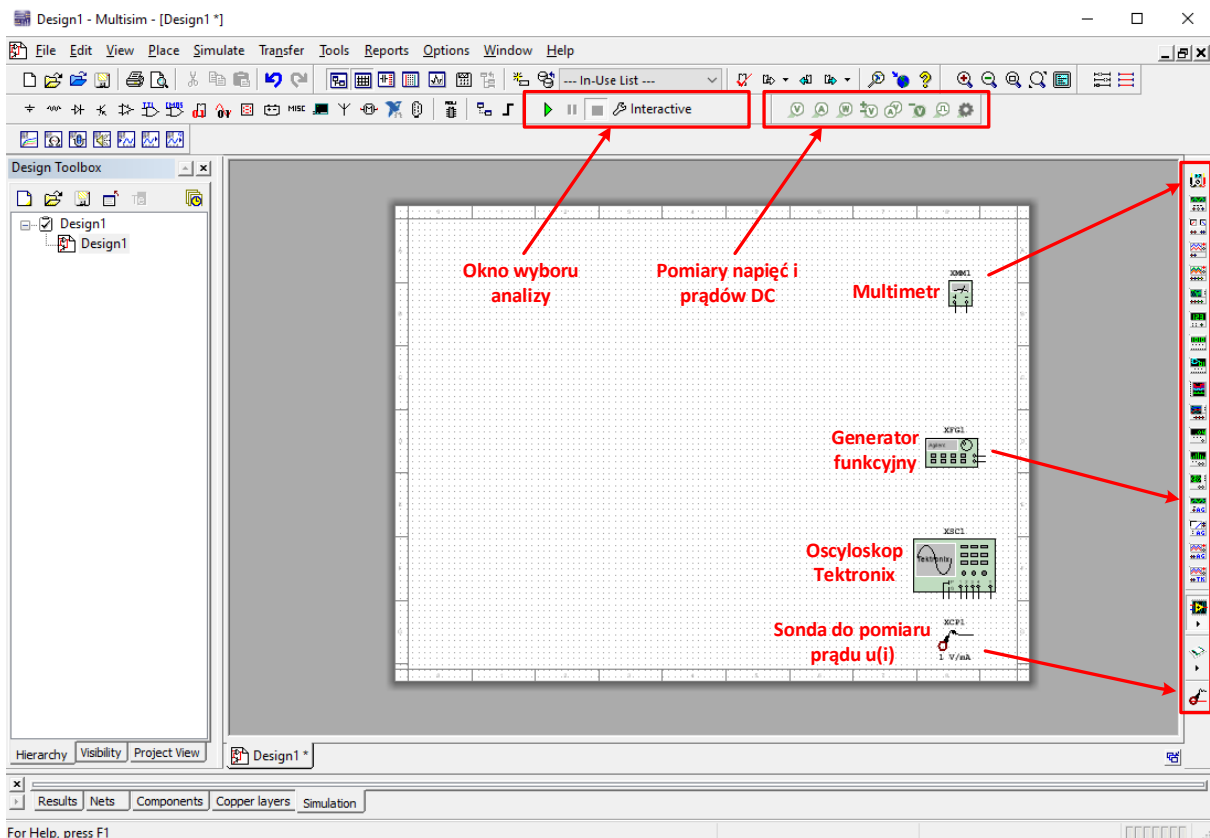 Design1 - Multisim - [Design1 *]
File Edit View Place Simulate Transfer Tools Reports Options Window Help
--- In-Use List ---
MISC
Interactive
Design Toolbox
Design1
Design1
Okno wyboru
analizy
Pomiary napięć i
prądów DC
XMM1
Multimetr
XFG1
Generator
funkcyjny
Agilent
XSC1
Oscyloskop
Tektronix
Tektronix
XCP1
Sonda do pomiaru
prądu u(i)
1 V/mA
Hierarchy Visibility Project View
Design1 *
Results Nets Components Copper layers Simulation
For Help, press F1